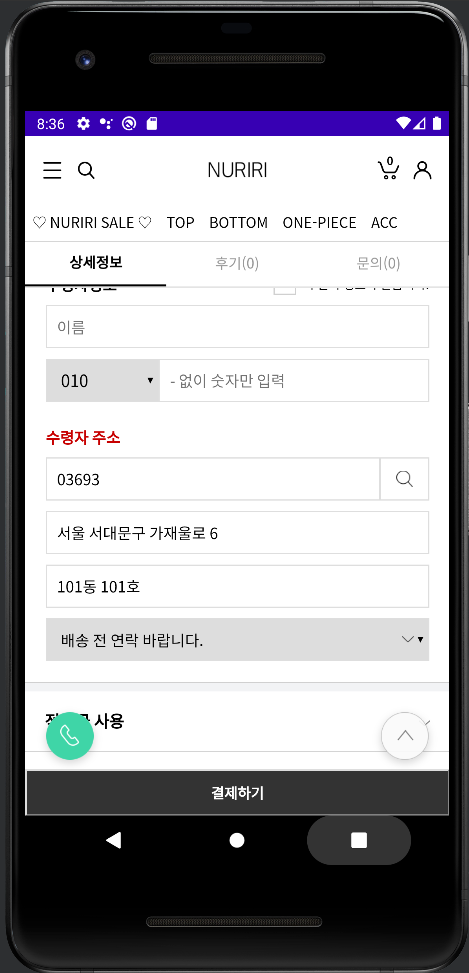 8:36
NURIRI
0
♡ NURIRI SALE ♡ TOP BOTTOM ONE-PIECE ACC
상세정보 후기(0) 문의(0)
이름
010 - 없이 숫자만 입력
수령자 주소
03693
서울 서대문구 가재울로 6
101동 101호
배송 전 연락 바랍니다.
사용
결제하기